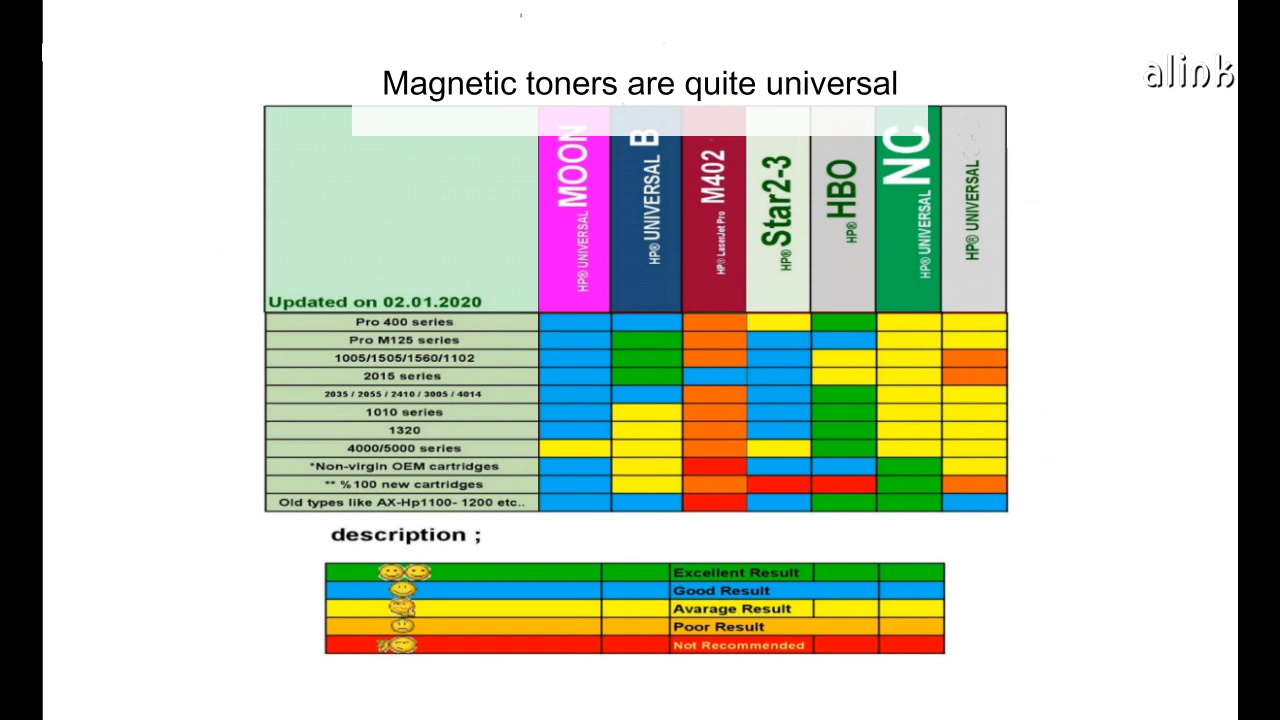 Magnetic toners are quite universal
alink
HP® UNIVERSAL MOON
HP® UNIVERSAL B
HP® LaserJet Pro M402
HP® Star2-3
HP® HBO
HP® UNIVERSAL NC
HP® UNIVERSAL
Updated on 02.01.2020
Pro 400 series
Pro M125 series
1005/1505/1560/1102
2015 series
2035 / 2055 / 2410 / 3005 / 4014
1010 series
1320
4000/5000 series
*Non-virgin OEM cartridges
** %100 new cartridges
Old types like AX-Hp1100- 1200 etc..
description ;
Excellent Result
Good Result
Avarage Result
Poor Result
Not Recommended